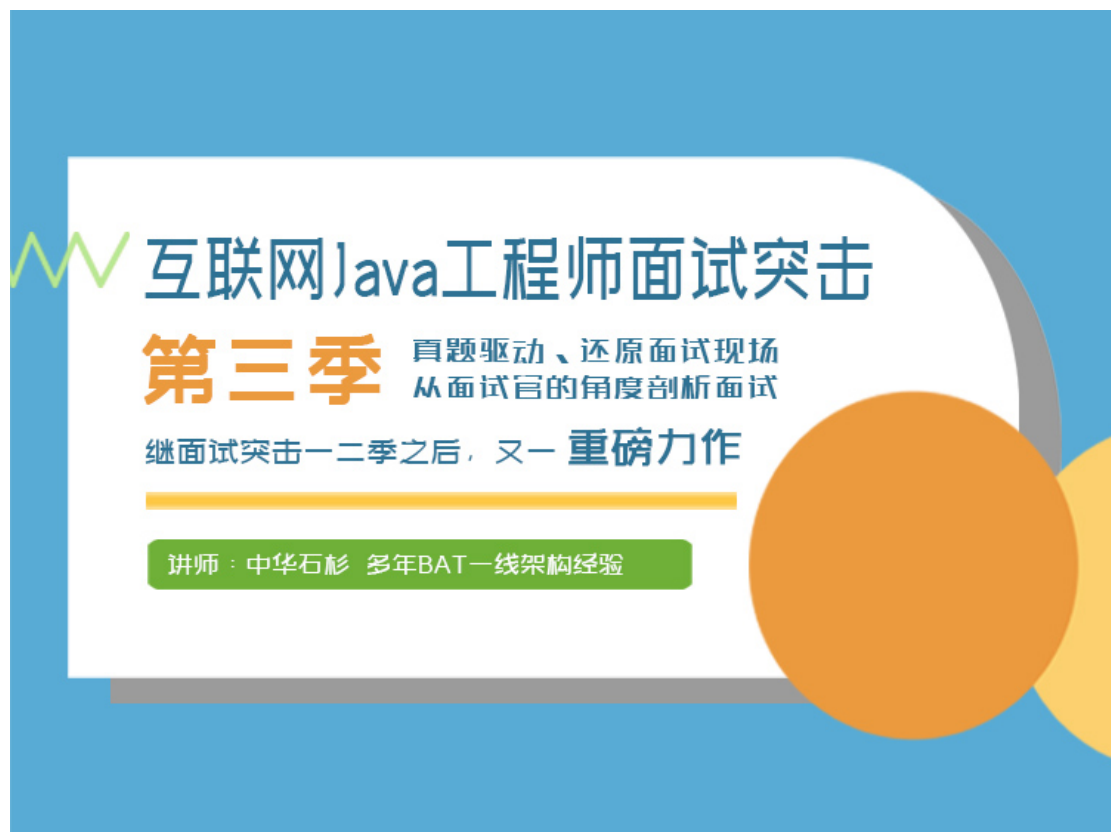 互联网Java工程师面试突击
第三季
真题驱动、还原面试现场
从面试官的角度剖析面试
继面试突击一二季之后，又一 重磅力作
讲师：中华石杉 多年BAT一线架构经验